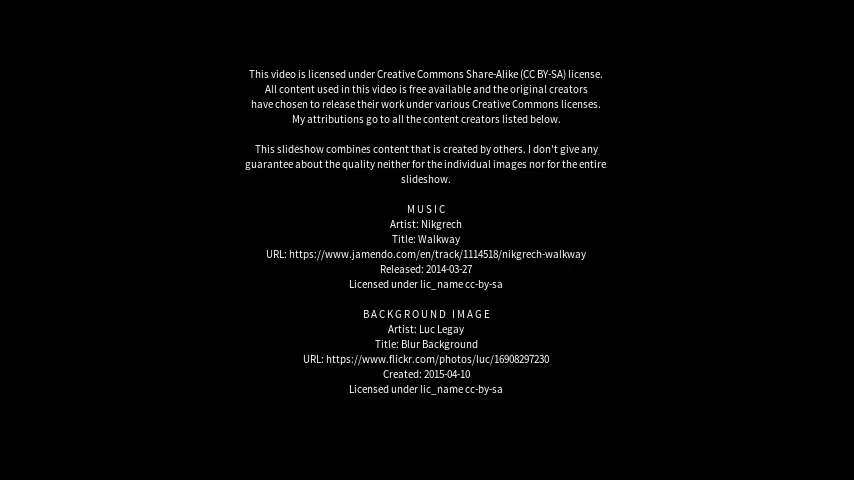 This video is licensed under Creative Commons Share-Alike (CC BY-SA) license.
All content used in this video is free available and the original creators
have chosen to release their work under various Creative Commons licenses.
My attributions go to all the content creators listed below.
This slideshow combines content that is created by others. I don't give any
guarantee about the quality neither for the individual images nor for the entire
slideshow.
MUSIC
Artist: Nikgrech
Title: Walkway
URL: https://www.jamendo.com/en/track/1114518/nikgrech-walkway
Released: 2014-03-27
Licensed under lic_name cc-by-sa
BACKGROUND IMAGE
Artist: Luc Legay
Title: Blur Background
URL: https://www.flickr.com/photos/luc/16908297230
Created: 2015-04-10
Licensed under lic_name cc-by-sa